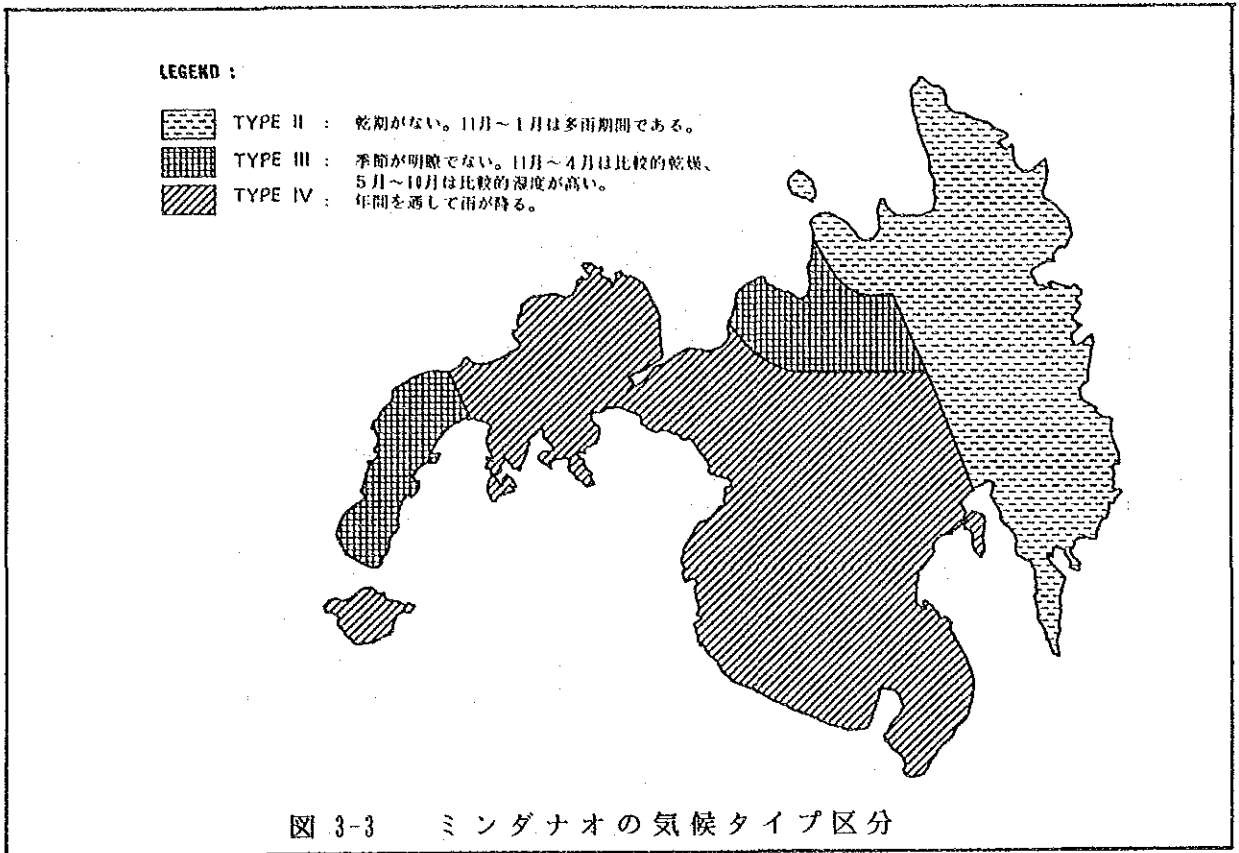 LEGEND :
TYPE II : 乾期がない。11月～1月は多雨期間である。
TYPE III : 季節が明瞭でない。11月～4月は比較的乾燥、
5月～10月は比較的湿度が高い。
TYPE IV : 年間を通して雨が降る。
図 3-3 ミンダナオの気候タイプ区分